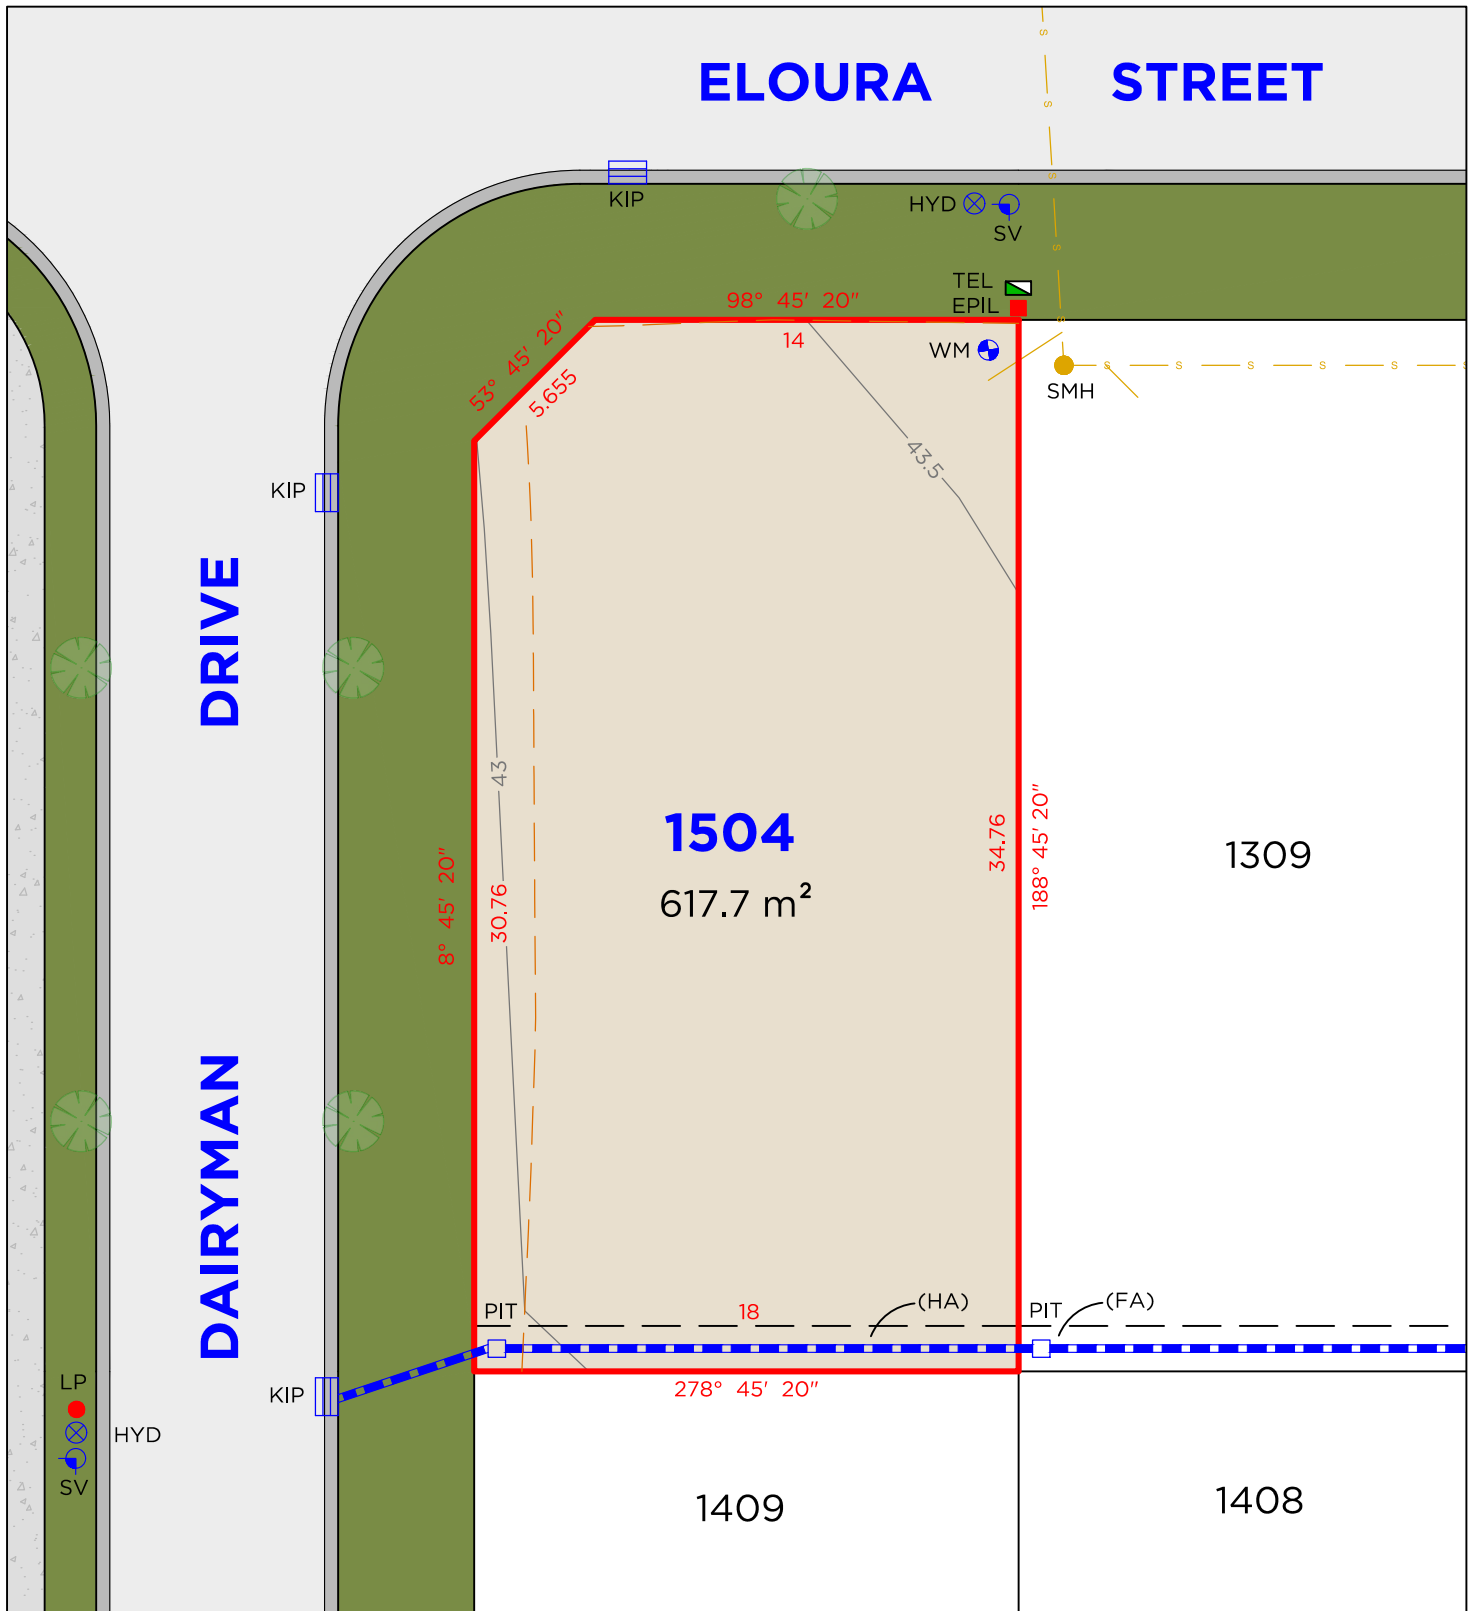 ELOURA STREET
KIP
HYD
SV
TEL
EPIL
98° 45' 20"
14
WM
SMH
53° 45' 20"
5.655
43.5
KIP
DAIRYMAN DRIVE
43
8° 45' 20"
30.76
1504
617.7 m²
34.76
188° 45' 20"
1309
PIT
18
(HA)
PIT
(FA)
278° 45' 20"
KIP
LP
HYD
SV
1409
1408
s
s
s
s
s
s
s
s
s
s
s